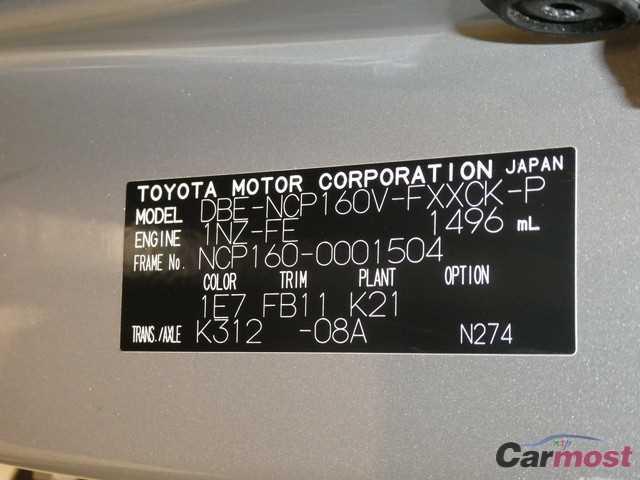 TOYOTA MOTOR CORPORATION JAPAN
MODEL DBE-NCP160V-FXXCK-P
ENGINE 1NZ-FE 1496 mL
FRAME No. NCP160-0001504
COLOR TRIM PLANT OPTION
1E7 FB11 K21
TRANS./AXLE K312 -08A N274
Carmost